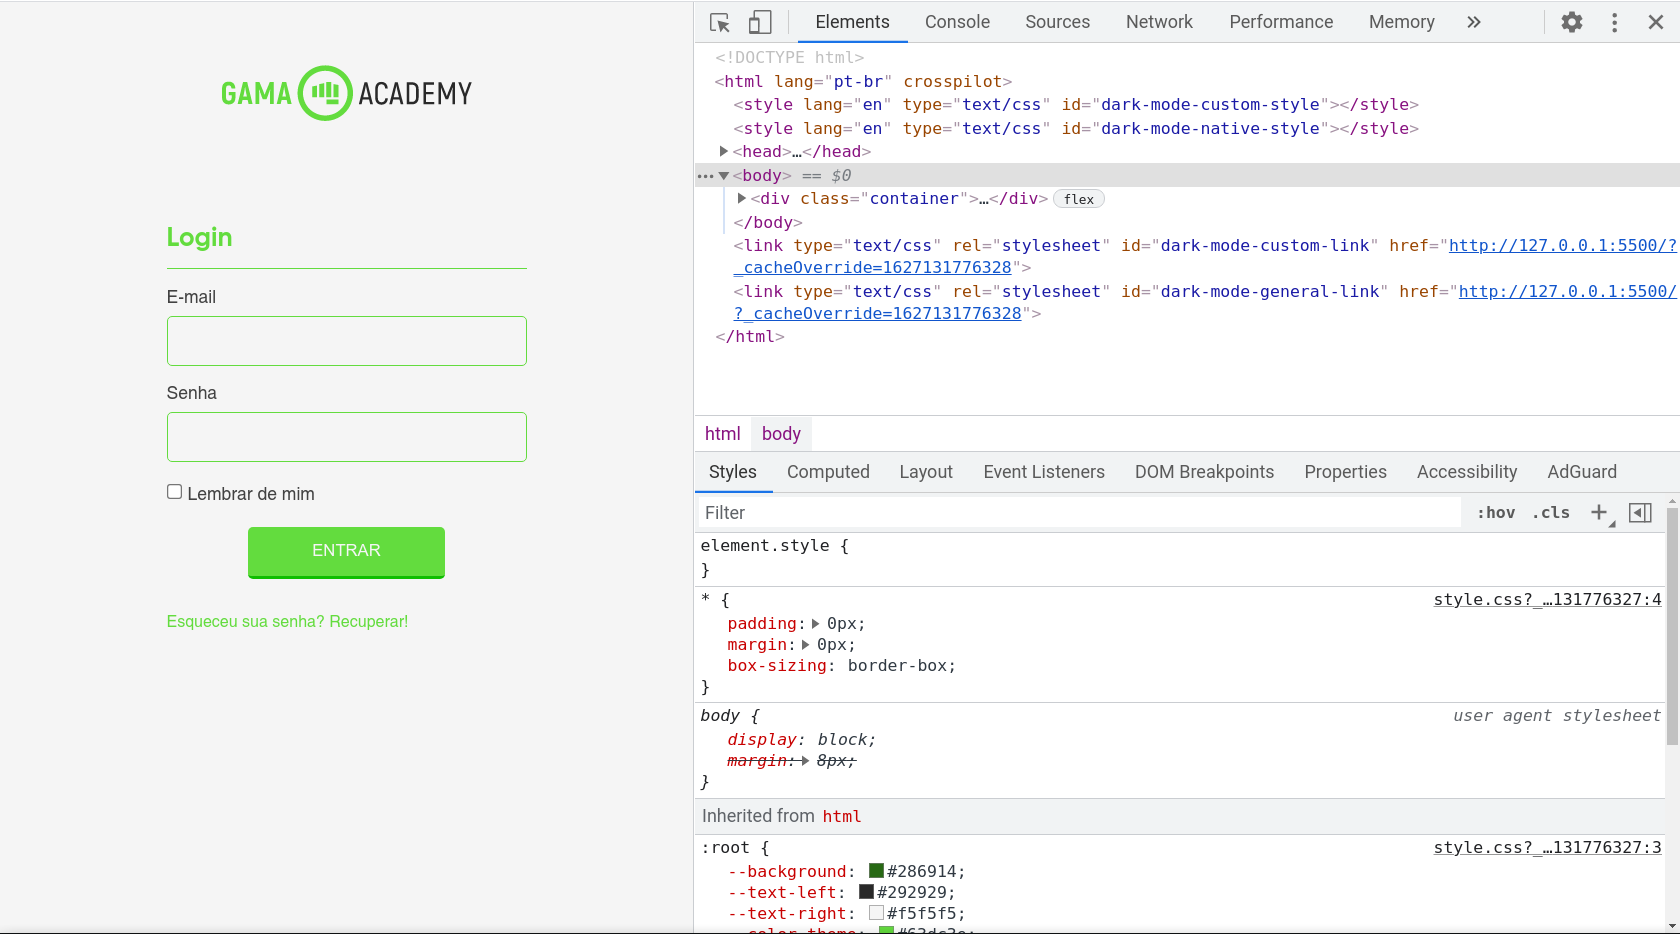 GAMA ACADEMY
Login
E-mail
Senha
Lembrar de mim
ENTRAR
Esqueceu sua senha? Recuperar!
Elements Console Sources Network Performance Memory »
<!DOCTYPE html>
<html lang="pt-br" crosspilot>
<style lang="en" type="text/css" id="dark-mode-custom-style"></style>
<style lang="en" type="text/css" id="dark-mode-native-style"></style>
<head>…</head>
<body> == $0
<div class="container">…</div> flex
</body>
<link type="text/css" rel="stylesheet" id="dark-mode-custom-link" href="http://127.0.0.1:5500/?
_cacheOverride=1627131776328">
<link type="text/css" rel="stylesheet" id="dark-mode-general-link" href="http://127.0.0.1:5500/
?_cacheOverride=1627131776328">
</html>
html body
Styles Computed Layout Event Listeners DOM Breakpoints Properties Accessibility AdGuard
Filter :hov .cls +
element.style {
}
* { style.css?_…131776327:4
padding: 0px;
margin: 0px;
box-sizing: border-box;
}
body { user agent stylesheet
display: block;
margin: 8px;
}
Inherited from html
:root { style.css?_…131776327:3
--background: #286914;
--text-left: #292929;
--text-right: #f5f5f5;